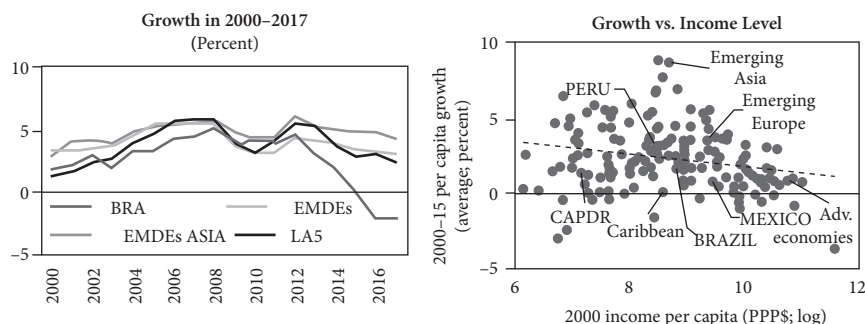 Growth in 2000–2017
(Percent)
10
5
0
−5
BRA
EMDEs
EMDEs ASIA
LA5
2000
2002
2004
2006
2008
2010
2012
2014
2016
Growth vs. Income Level
2000–15 per capita growth
(average; percent)
10
5
0
−5
Emerging
Asia
PERU
Emerging
Europe
CAPDR
Caribbean
BRAZIL
MEXICO
Adv.
economies
6
8
10
12
2000 income per capita (PPP$; log)